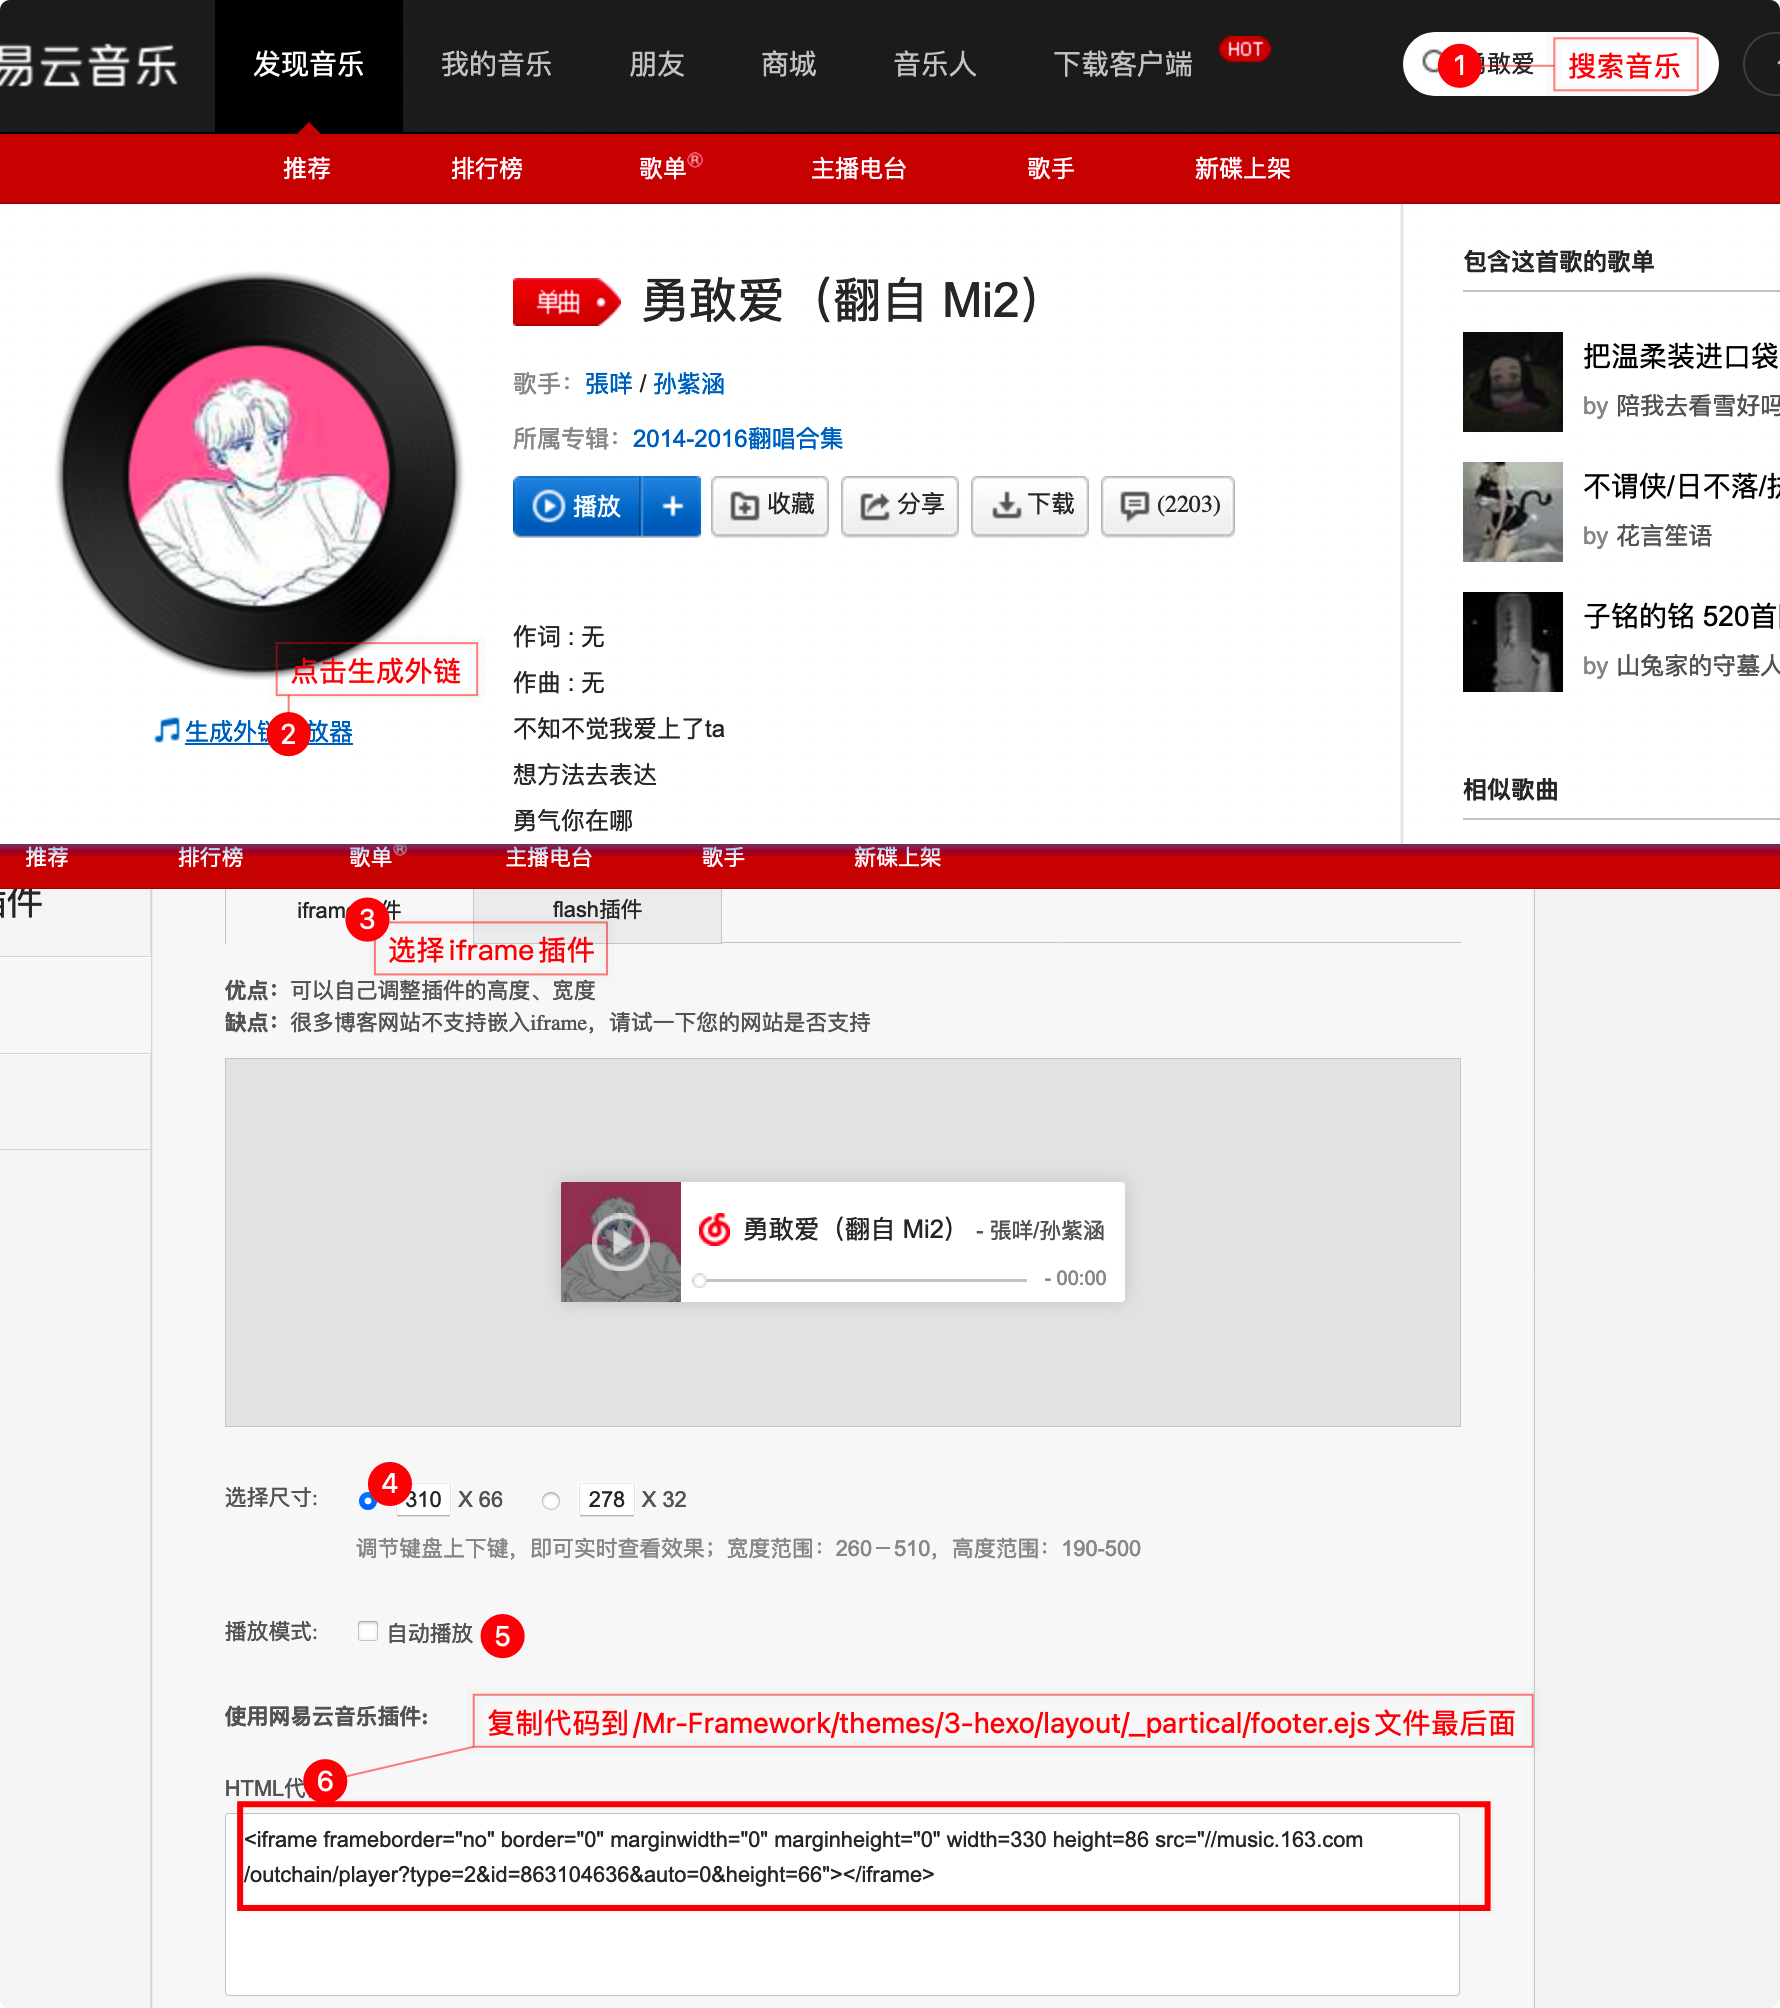 易云音乐
发现音乐
我的音乐
朋友
商城
音乐人
下载客户端
HOT
1
勇敢爱
搜索音乐
推荐
排行榜
歌单®
主播电台
歌手
新碟上架
单曲
勇敢爱（翻自 Mi2）
歌手： 張咩 / 孙紫涵
所属专辑： 2014-2016翻唱合集
播放
+
收藏
分享
下载
(2203)
点击生成外链
生成外链
2
放器
作词 : 无
作曲 : 无
不知不觉我爱上了ta
想方法去表达
勇气你在哪
包含这首歌的歌单
把温柔装进口袋
by 陪我去看雪好吗
不谓侠/日不落/
by 花言笙语
子铭的铭 520首
by 山兔家的守墓人
相似歌曲
推荐
排行榜
歌单®
主播电台
歌手
新碟上架
插件
iframe
3
件
flash插件
选择iframe插件
优点：可以自己调整插件的高度、宽度
缺点：很多博客网站不支持嵌入iframe，请试一下您的网站是否支持
勇敢爱（翻自 Mi2） - 張咩/孙紫涵
- 00:00
选择尺寸:
4
310 X 66
278 X 32
调节键盘上下键，即可实时查看效果；宽度范围：260－510，高度范围：190-500
播放模式:
自动播放
5
使用网易云音乐插件:
复制代码到/Mr-Framework/themes/3-hexo/layout/_partical/footer.ejs文件最后面
HTML代
6
<iframe frameborder="no" border="0" marginwidth="0" marginheight="0" width=330 height=86 src="//music.163.com
/outchain/player?type=2&id=863104636&auto=0&height=66"></iframe>